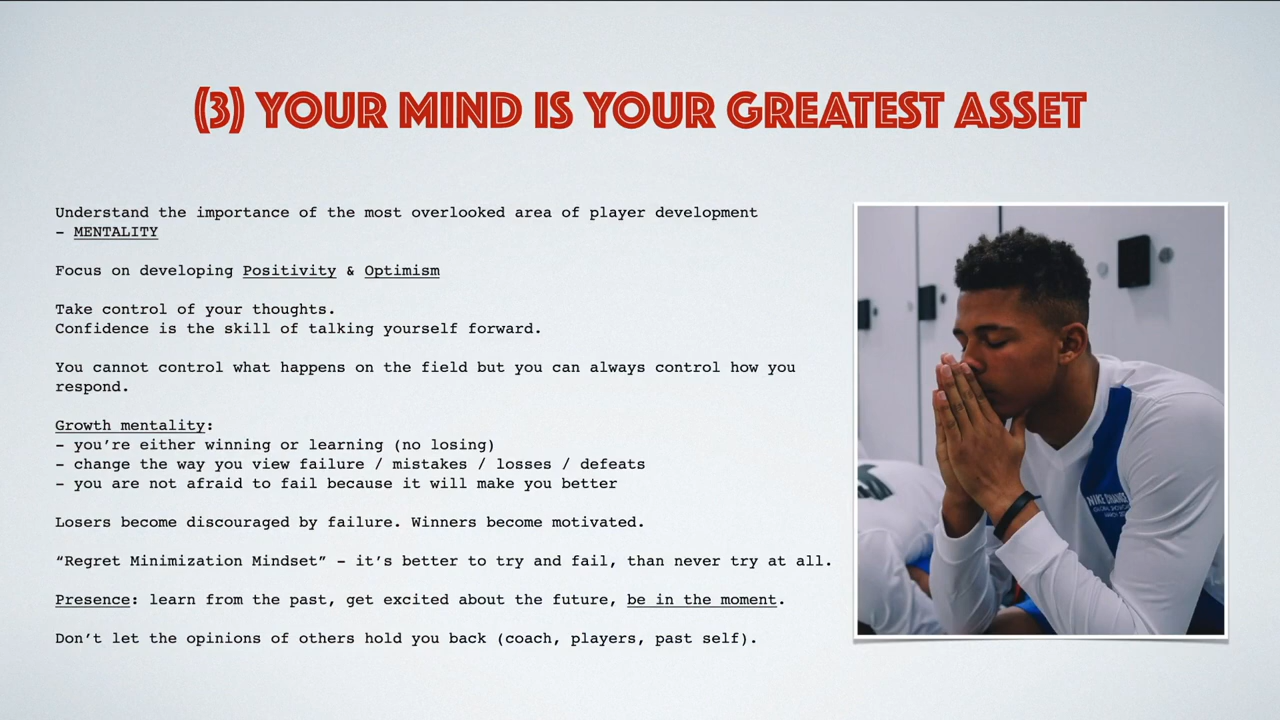 (3) YOUR MIND IS YOUR GREATEST ASSET
Understand the importance of the most overlooked area of player development
- MENTALITY
Focus on developing Positivity & Optimism
Take control of your thoughts.
Confidence is the skill of talking yourself forward.
You cannot control what happens on the field but you can always control how you
respond.
Growth mentality:
- you’re either winning or learning (no losing)
- change the way you view failure / mistakes / losses / defeats
- you are not afraid to fail because it will make you better
Losers become discouraged by failure. Winners become motivated.
“Regret Minimization Mindset” - it’s better to try and fail, than never try at all.
Presence: learn from the past, get excited about the future, be in the moment.
Don’t let the opinions of others hold you back (coach, players, past self).